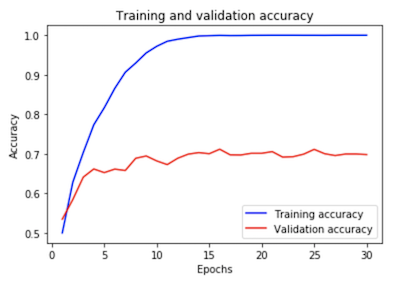 Training and validation accuracy
1.0
0.9
0.8
0.7
0.6
0.5
Accuracy
Training accuracy
Validation accuracy
0 5 10 15 20 25 30
Epochs